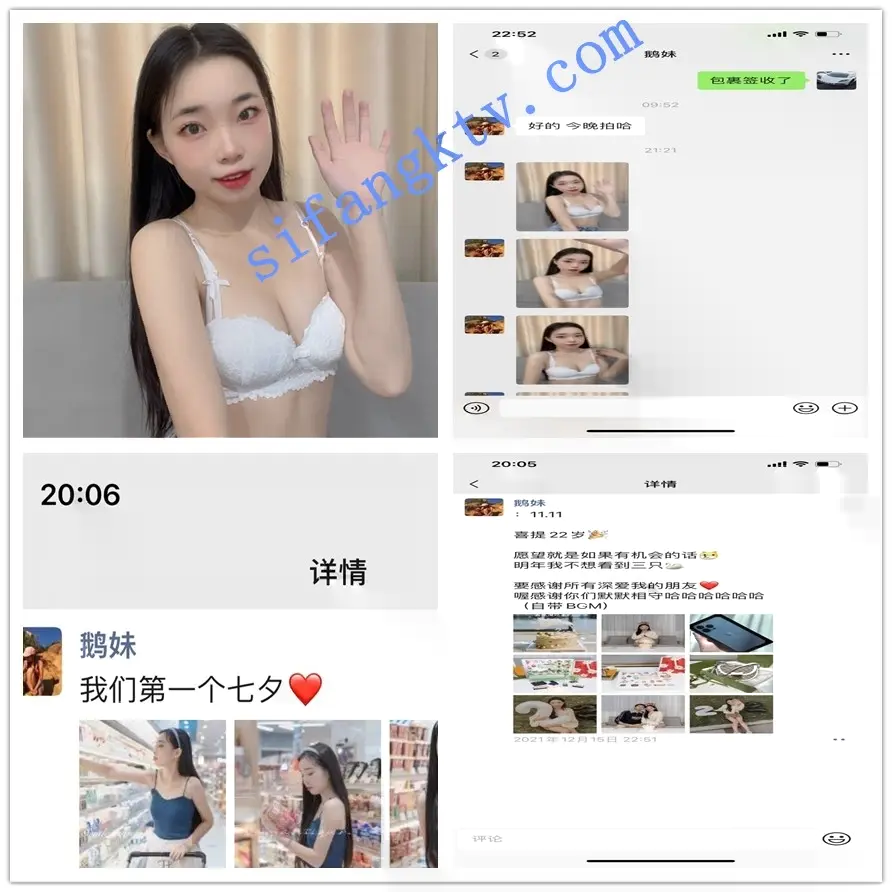 sifangktv.com
22:52
2
鹅妹
包裹签收了
09:52
好的 今晚拍哈
21:21
20:06
详情
鹅妹
我们第一个七夕❤️
20:05
详情
鹅妹
： 11.11
喜提 22 岁🎉
愿望就是如果有机会的话
明年我不想看到三只🦢
要感谢所有深爱我的朋友❤️
喔感谢你们默默相守哈哈哈哈哈哈
（自带 BGM）
2021年12月15日 22:51
评论